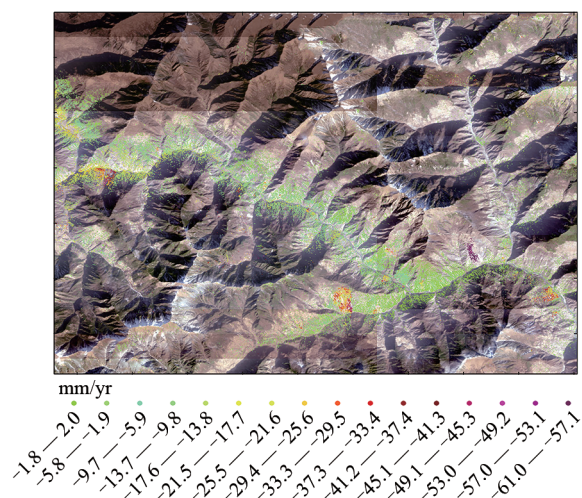 mm/yr
−1.8 — 2.0
−5.8 — −1.9
−9.7 — −5.9
−13.7 — −9.8
−17.6 — −13.8
−21.5 — −17.7
−25.5 — −21.6
−29.4 — −25.6
−33.3 — −29.5
−37.3 — −33.4
−41.2 — −37.4
−45.1 — −41.3
−49.1 — −45.3
−53.0 — −49.2
−57.0 — −53.1
−61.0 — −57.1